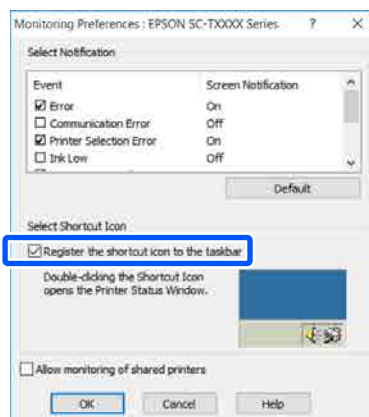 Monitoring Preferences : EPSON SC-TXXXX Series ? ×
Select Notification
Event Screen Notification
Error On
Communication Error Off
Printer Selection Error On
Ink Low Off
Default
Select Shortcut Icon
Register the shortcut icon to the taskbar
Double-clicking the Shortcut Icon
opens the Printer Status Window.
Allow monitoring of shared printers
OK Cancel Help